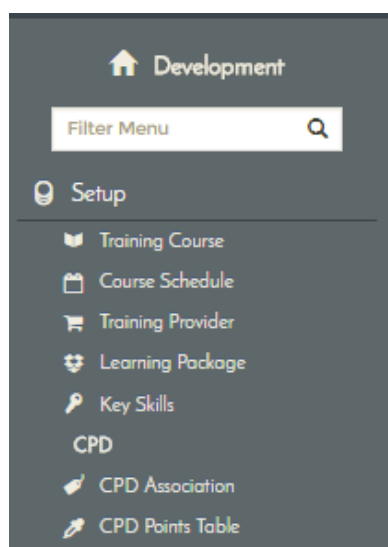 Development
Filter Menu
Setup
Training Course
Course Schedule
Training Provider
Learning Package
Key Skills
CPD
CPD Association
CPD Points Table